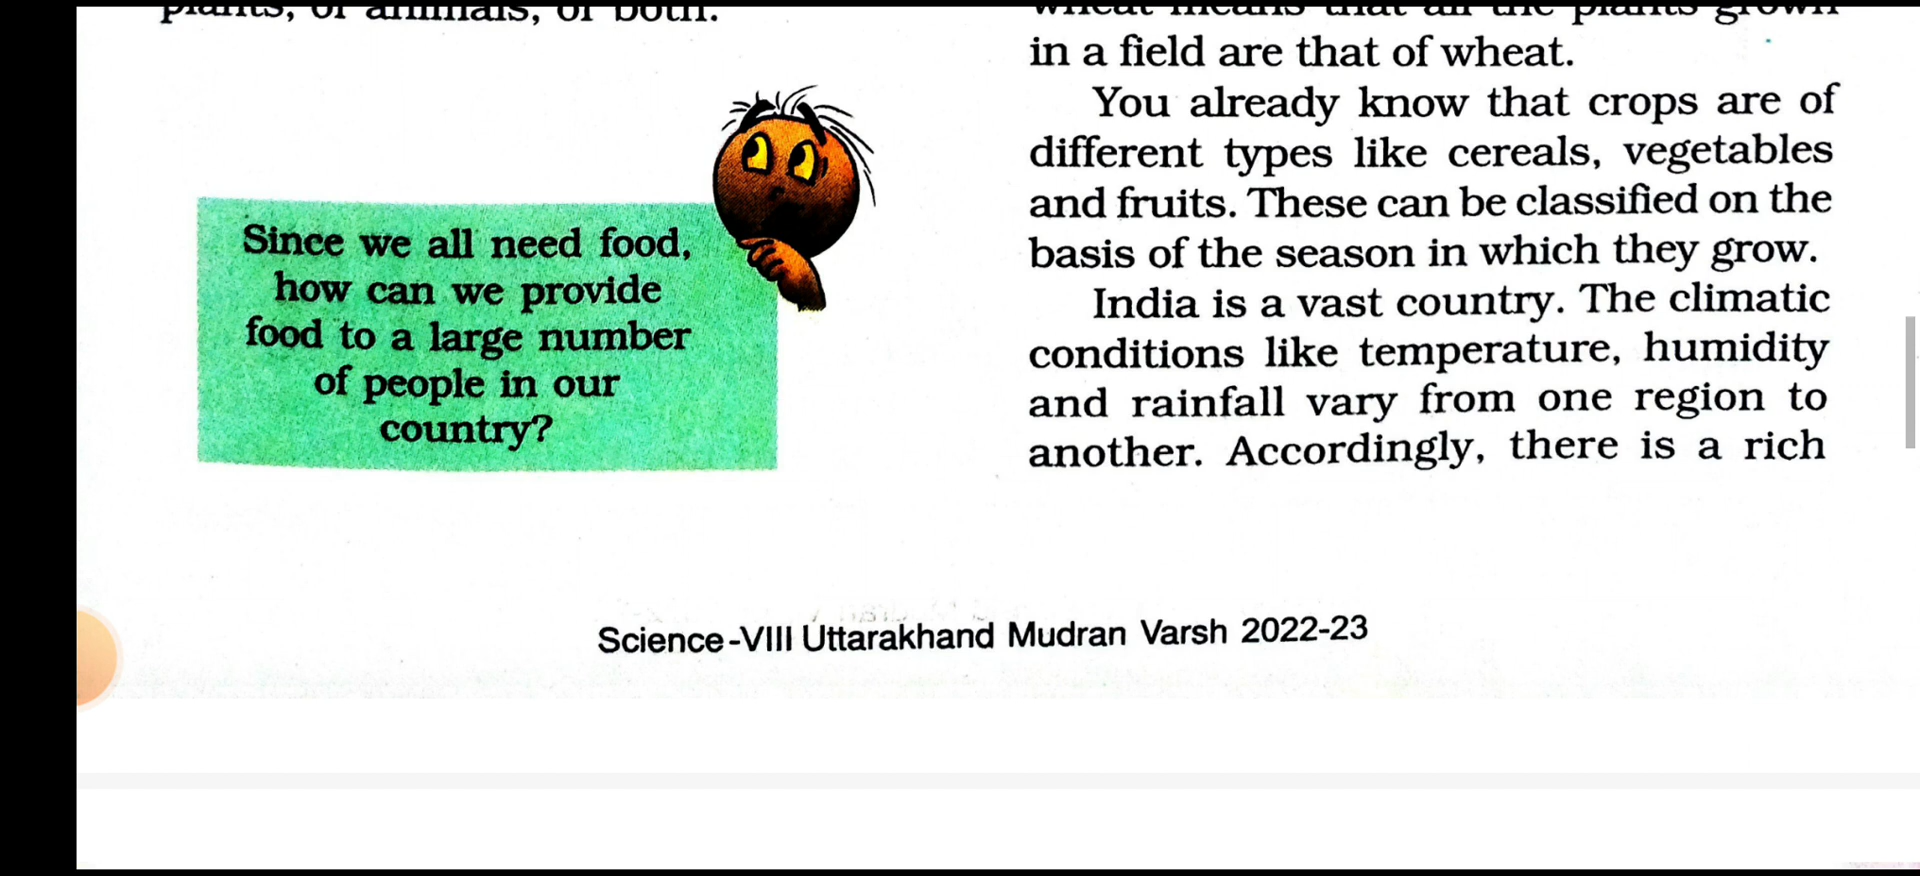 plants, or animals, or both.
Since we all need food,
how can we provide
food to a large number
of people in our
country?
wheat means that all the plants grown
in a field are that of wheat.
You already know that crops are of
different types like cereals, vegetables
and fruits. These can be classified on the
basis of the season in which they grow.
India is a vast country. The climatic
conditions like temperature, humidity
and rainfall vary from one region to
another. Accordingly, there is a rich
Science-VIII Uttarakhand Mudran Varsh 2022-23